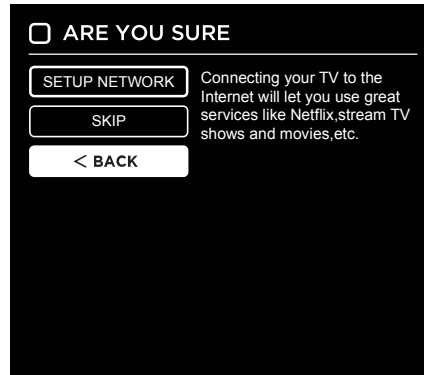 ARE YOU SURE
SETUP NETWORK
SKIP
< BACK
Connecting your TV to the
Internet will let you use great
services like Netflix,stream TV
shows and movies,etc.